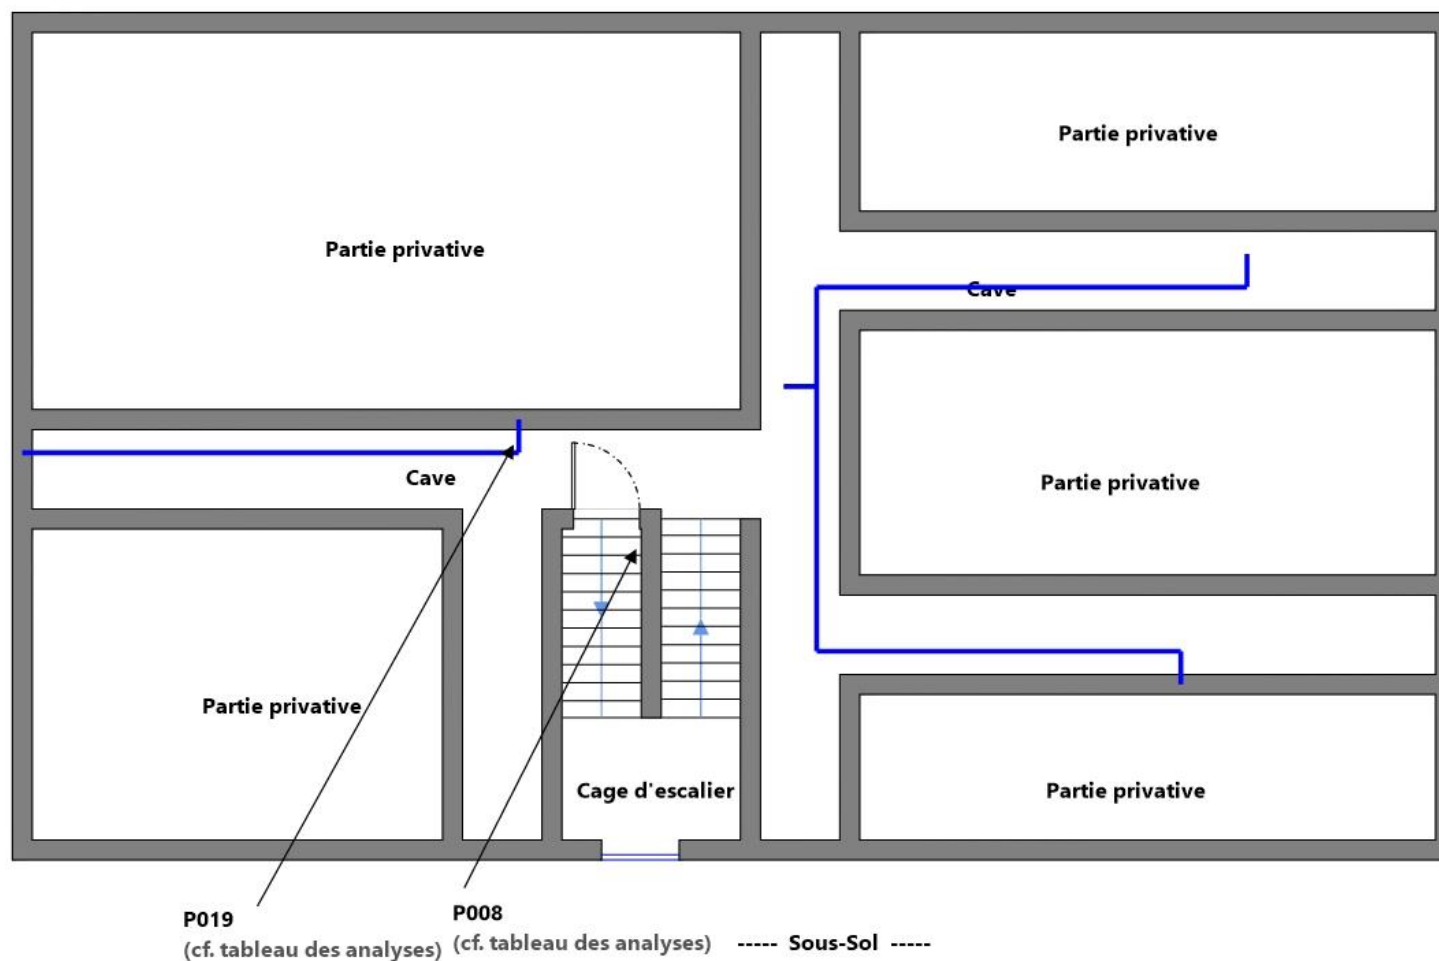 Partie privative
Partie privative
Cave
Cave
Partie privative
Partie privative
Cage d'escalier
Partie privative
P019
(cf. tableau des analyses)
P008
(cf. tableau des analyses)
----- Sous-Sol -----